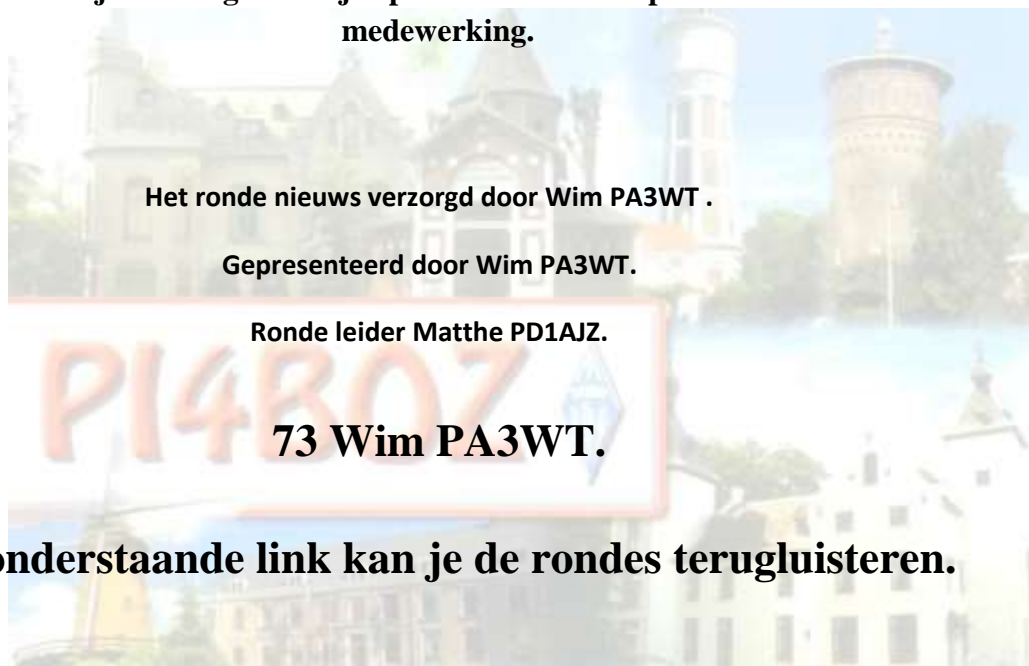 medewerking.
Het ronde nieuws verzorgd door Wim PA3WT .
Gepresenteerd door Wim PA3WT.
Ronde leider Matthe PD1AJZ.
PI4BOZ
73 Wim PA3WT.
onderstaande link kan je de rondes terugluisteren.